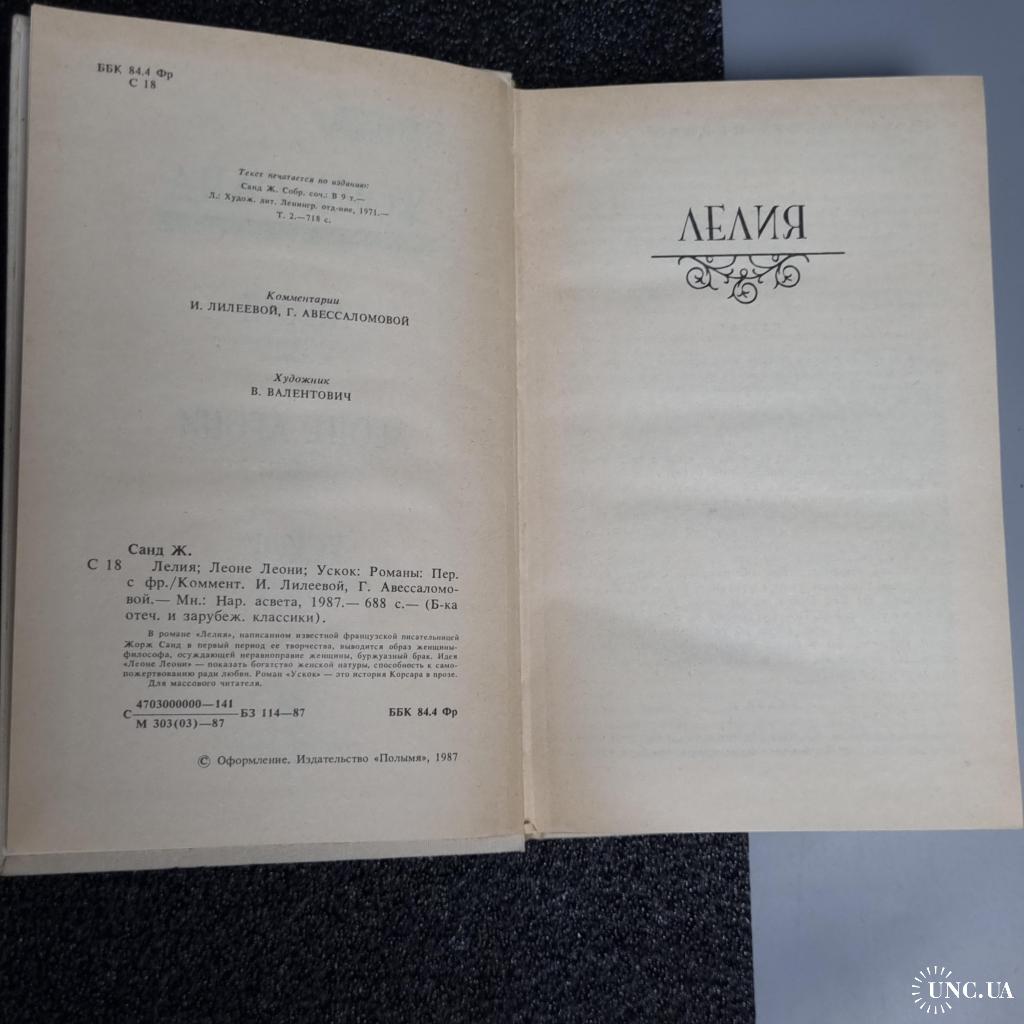 ББК 84.4 Фр
С 18
Текст печатается по изданию:
Санд Ж. Собр. соч.: В 9 т.—
Л.: Худож. лит. Ленингр. отд-ние, 1971.—
Т. 2.—718 с.
Комментарии
И. ЛИЛЕЕВОЙ, Г. АВЕССАЛОМОВОЙ
Художник
В. ВАЛЕНТОВИЧ
Санд Ж.
С 18 Лелия; Леоне Леони; Ускок: Романы: Пер.
с фр./Коммент. И. Лилеевой, Г. Авессаломо-
вой.— Мн.: Нар. асвета, 1987.— 688 с.— (Б-ка
отеч. и зарубеж. классики).
В романе «Лелия», написанном известной французской писательницей
Жорж Санд в первый период ее творчества, выводится образ женщины-
философа, осуждающей неравноправие женщины, буржуазный брак. Идея
«Леоне Леони» — показать богатство женской натуры, способность к само-
пожертвованию ради любви. Роман «Ускок» — это история Корсара в прозе.
Для массового читателя.
4703000000—141
С БЗ 114—87 ББК 84.4 Фр
М 303(03)—87
© Оформление. Издательство «Полымя», 1987
ЛЕЛИЯ
UNC.UA